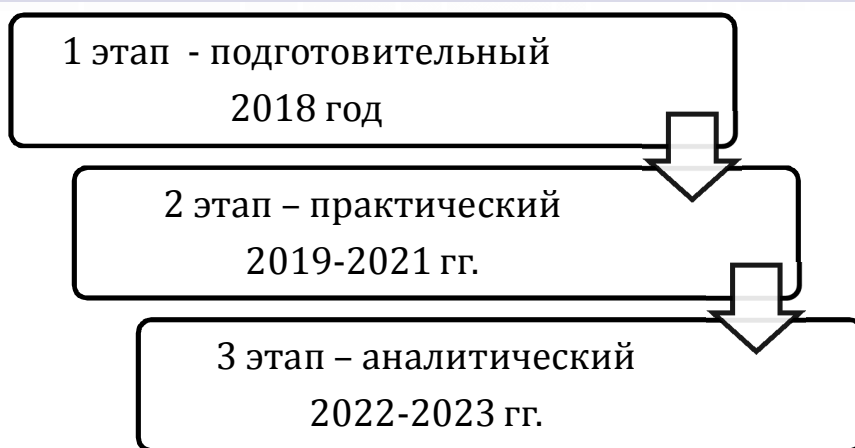 1 этап - подготовительный
2018 год
2 этап – практический
2019-2021 гг.
3 этап – аналитический
2022-2023 гг.